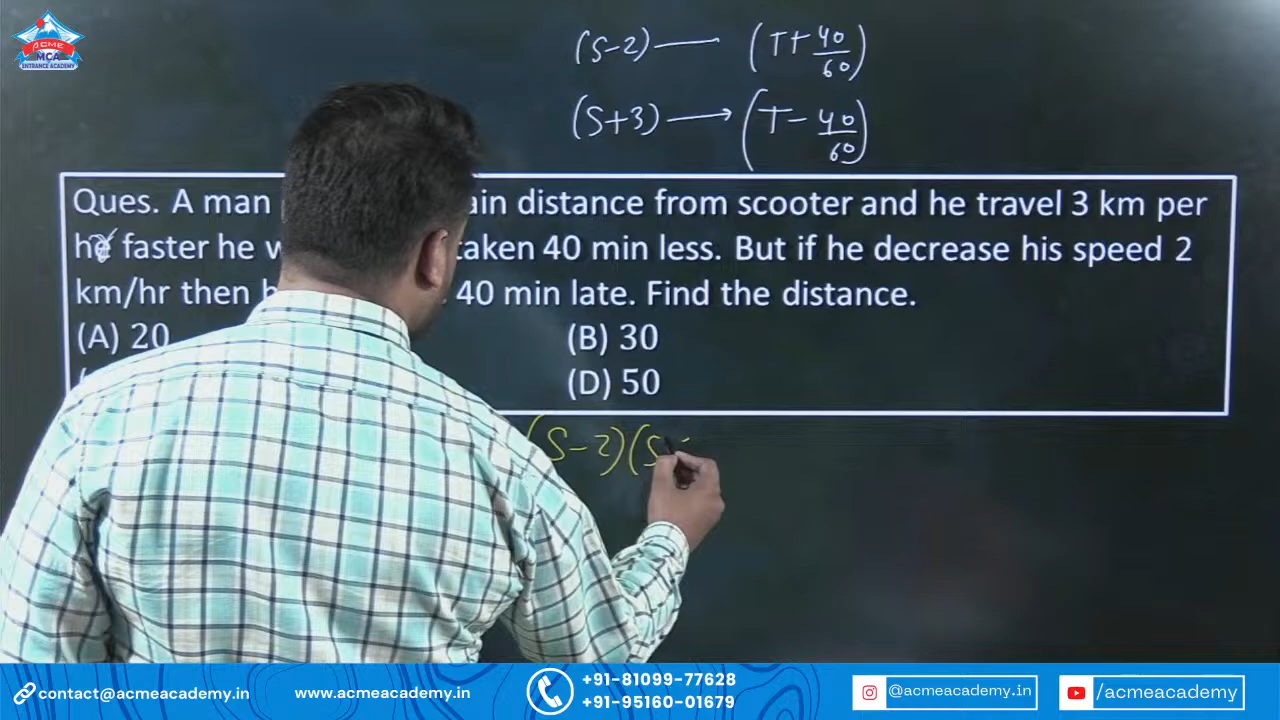 ACME
MCA
ENTRANCE ACADEMY
(S-2) — (T+ 40/60)
(S+3) → (T- 40/60)
Ques. A man ain distance from scooter and he travel 3 km per
faster he w taken 40 min less. But if he decrease his speed 2
km/hr then h 40 min late. Find the distance.
(A) 20 (B) 30
(D) 50
(S-2)(S
contact@acmeacademy.in www.acmeacademy.in +91-81099-77628 @acmeacademy.in /acmeacademy
+91-95160-01679